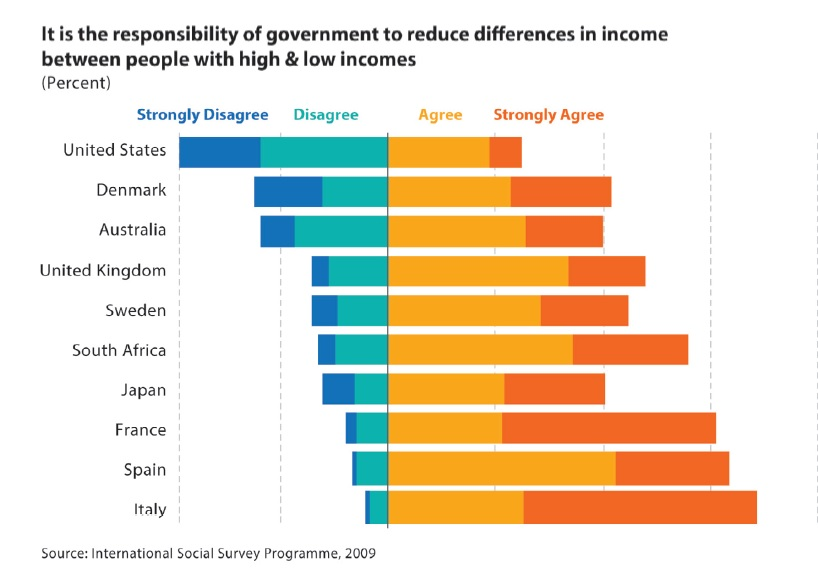 It is the responsibility of government to reduce differences in income
between people with high & low incomes
(Percent)
Strongly Disagree Disagree Agree Strongly Agree
United States
Denmark
Australia
United Kingdom
Sweden
South Africa
Japan
France
Spain
Italy
Source: International Social Survey Programme, 2009